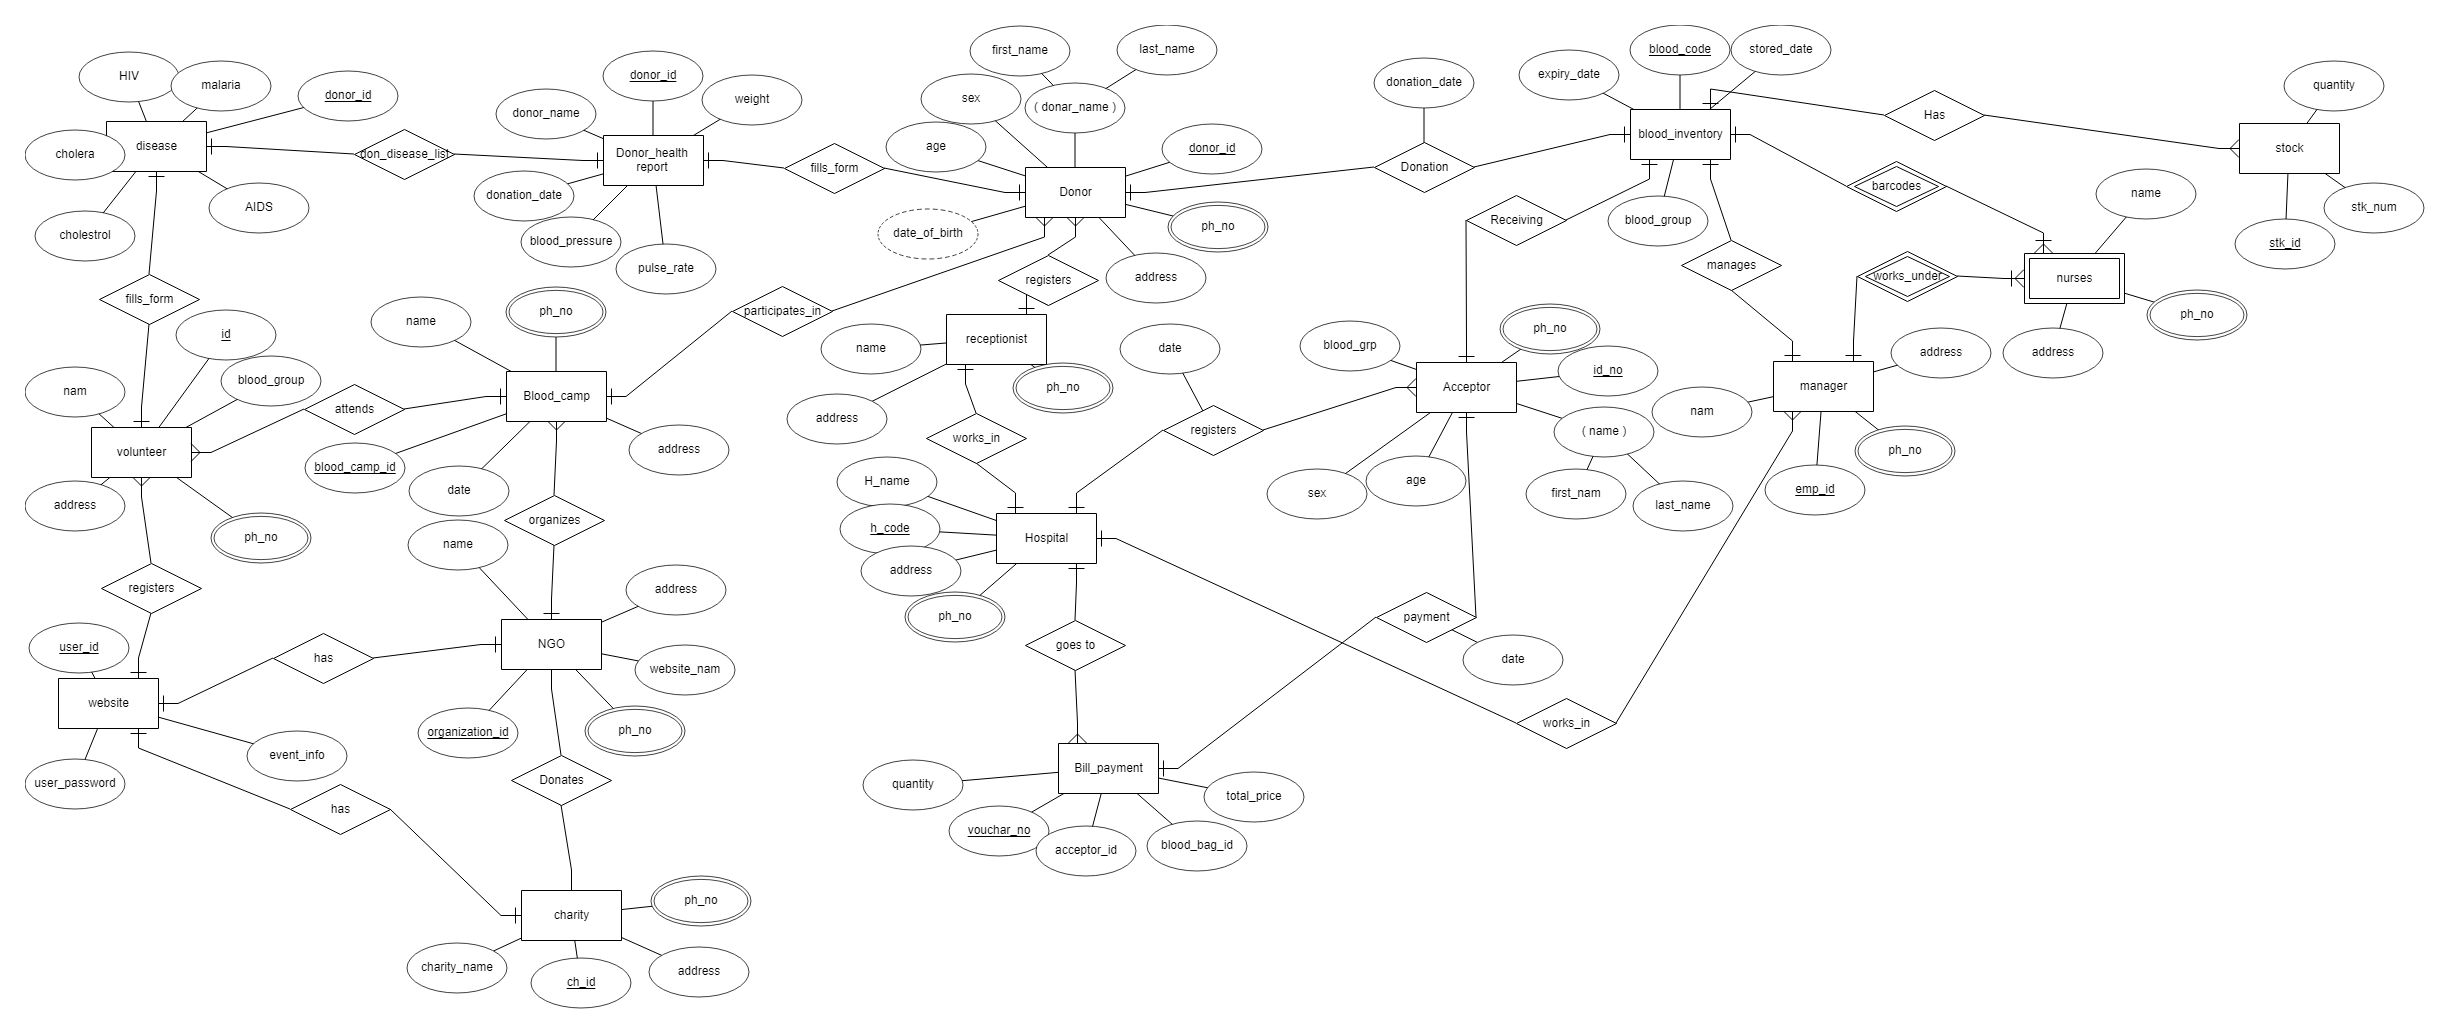 first_name
last_name
blood_code
stored_date
HIV
malaria
donor_id
donor_id
weight
donor_name
sex
( donar_name )
donation_date
expiry_date
quantity
cholera
disease
don_disease_list
Donor_health
report
fills_form
age
donor_id
Donation
blood_inventory
Has
stock
Donor
barcodes
name
donation_date
AIDS
cholestrol
blood_pressure
pulse_rate
date_of_birth
ph_no
address
Receiving
blood_group
stk_num
stk_id
manages
works_under
nurses
fills_form
registers
participates_in
ph_no
address
id
name
ph_no
receptionist
name
ph_no
address
date
blood_grp
ph_no
id_no
address
nam
blood_group
attends
Blood_camp
Acceptor
manager
nam
volunteer
blood_camp_id
address
works_in
registers
( name )
ph_no
address
ph_no
date
organizes
H_name
h_code
address
ph_no
Hospital
sex
age
first_nam
last_name
emp_id
registers
name
address
goes to
payment
date
user_id
website
has
NGO
website_nam
organization_id
ph_no
works_in
event_info
user_password
has
Donates
Bill_payment
quantity
total_price
vouchar_no
acceptor_id
blood_bag_id
charity
ph_no
charity_name
ch_id
address